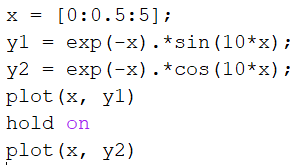 x = [0:0.5:5];
y1 = exp(-x).*sin(10*x);
y2 = exp(-x).*cos(10*x);
plot(x, y1)
hold on
plot(x, y2)